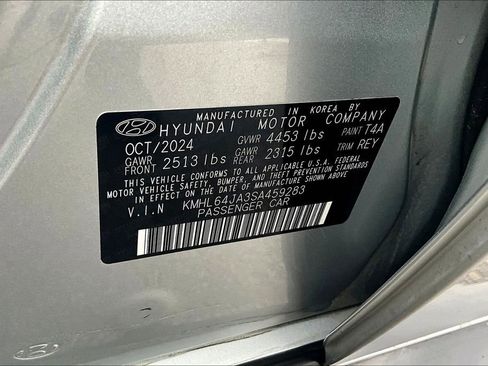 MANUFACTURED IN KOREA BY
HYUNDAI MOTOR COMPANY
OCT/2024 GVWR 4453 lbs PAINT T4A
GAWR FRONT 2513 lbs GAWR REAR 2315 lbs TRIM REY
THIS VEHICLE CONFORMS TO ALL APPLICABLE U.S.A. FEDERAL
MOTOR VEHICLE SAFETY, BUMPER, AND THEFT PREVENTION STANDARDS
IN EFFECT ON THE DATE OF MANUFACTURE SHOWN ABOVE.
V.I.N KMHL64JA3SA459283
PASSENGER CAR